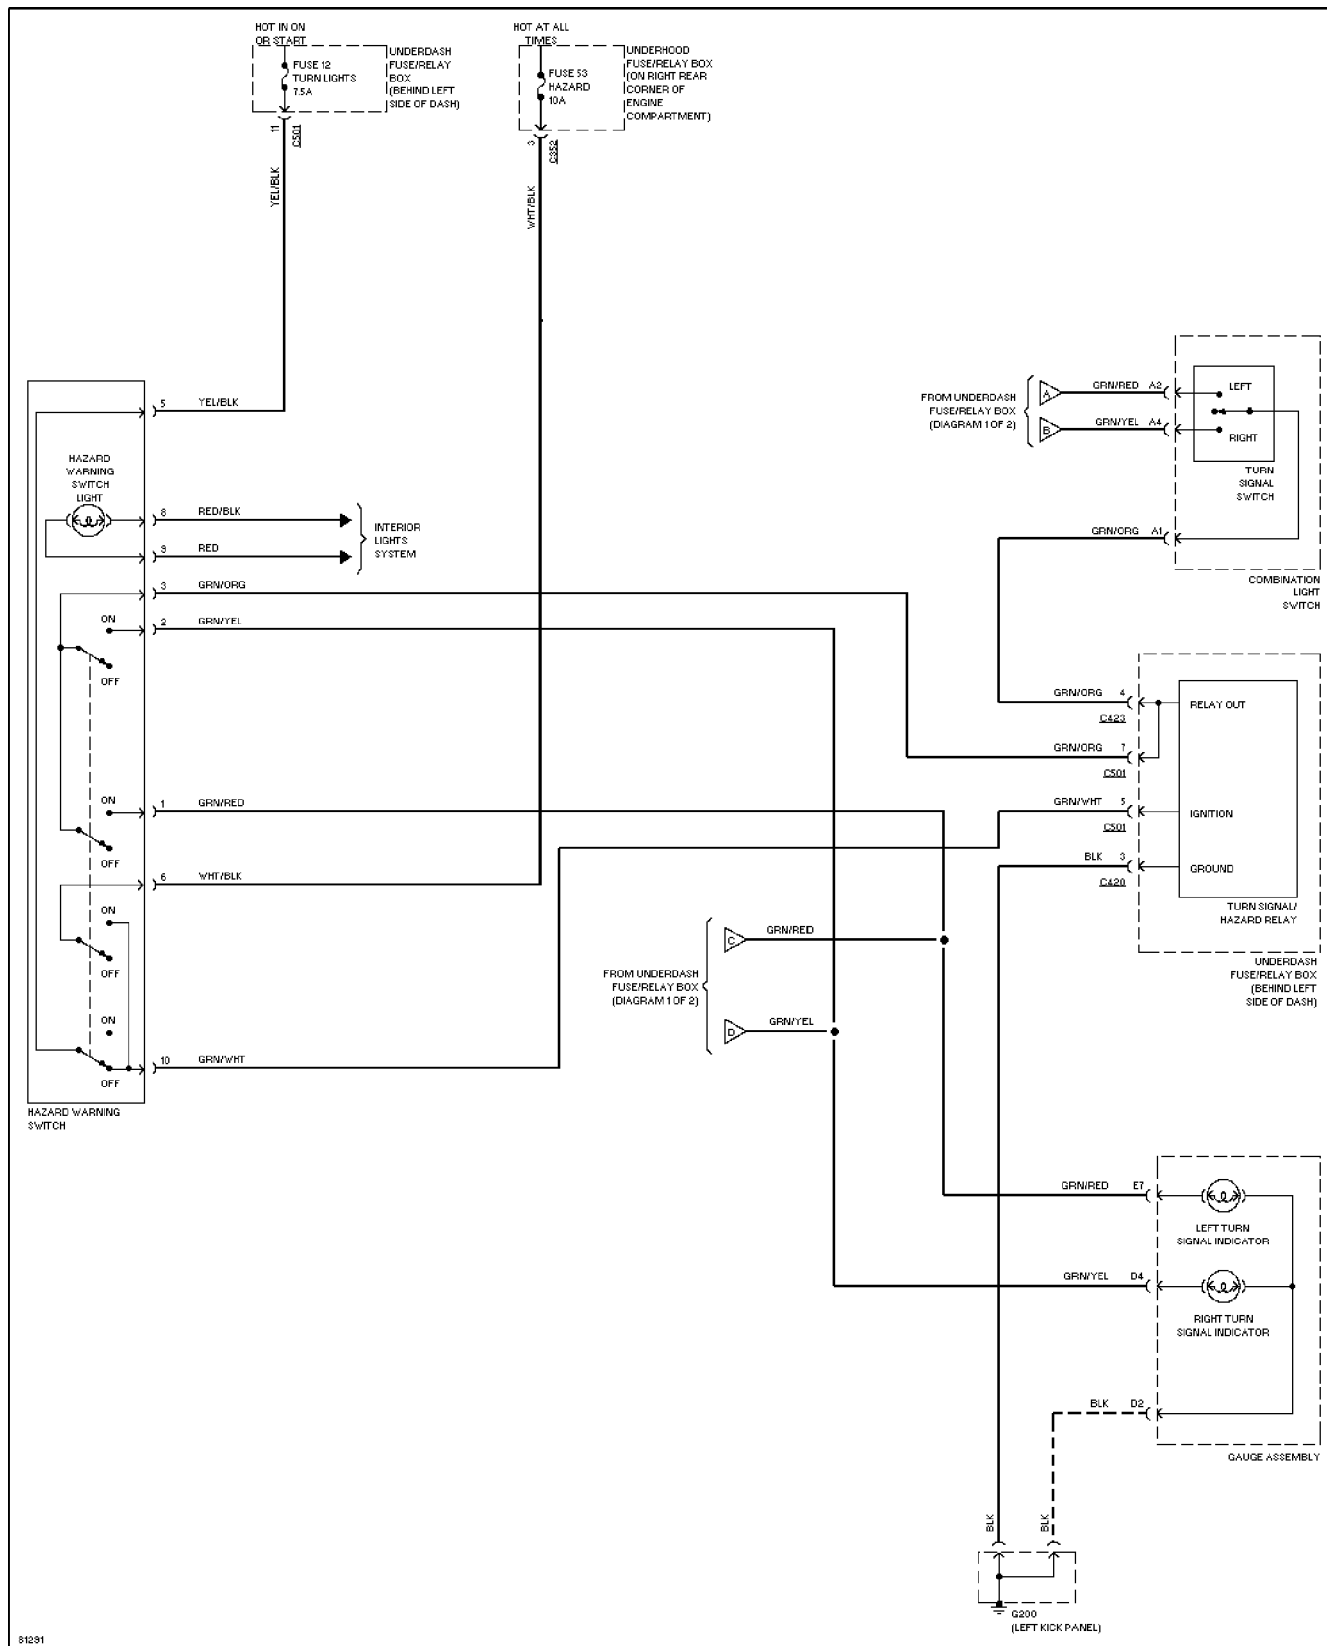 HOT IN ON
OR START
FUSE 12
TURN LIGHTS
7.5A
UNDERDASH
FUSE/RELAY
BOX
(BEHIND LEFT
SIDE OF DASH)
11
C501
YEL/BLK
HOT AT ALL
TIMES
FUSE 53
HAZARD
10A
UNDERHOOD
FUSE/RELAY BOX
(ON RIGHT REAR
CORNER OF
ENGINE
COMPARTMENT)
3
C352
WHT/BLK
5 YEL/BLK
HAZARD
WARNING
SWITCH
LIGHT
8 RED/BLK
9 RED
INTERIOR
LIGHTS
SYSTEM
3 GRN/ORG
ON
2 GRN/YEL
OFF
ON
1 GRN/RED
OFF
6 WHT/BLK
ON
OFF
ON
10 GRN/WHT
OFF
HAZARD WARNING
SWITCH
FROM UNDERDASH
FUSE/RELAY BOX
(DIAGRAM 1 OF 2)
A
GRN/RED A2
B
GRN/YEL A4
LEFT
RIGHT
TURN
SIGNAL
SWITCH
GRN/ORG A1
COMBINATION
LIGHT
SWITCH
GRN/ORG 4
C423
RELAY OUT
GRN/ORG 7
C501
GRN/WHT 5
C501
IGNITION
BLK 3
C420
GROUND
TURN SIGNAL/
HAZARD RELAY
UNDERDASH
FUSE/RELAY BOX
(BEHIND LEFT
SIDE OF DASH)
FROM UNDERDASH
FUSE/RELAY BOX
(DIAGRAM 1 OF 2)
C
GRN/RED
D
GRN/YEL
GRN/RED E7
LEFT TURN
SIGNAL INDICATOR
GRN/YEL D4
RIGHT TURN
SIGNAL INDICATOR
BLK D2
GAUGE ASSEMBLY
BLK
BLK
G200
(LEFT KICK PANEL)
81291